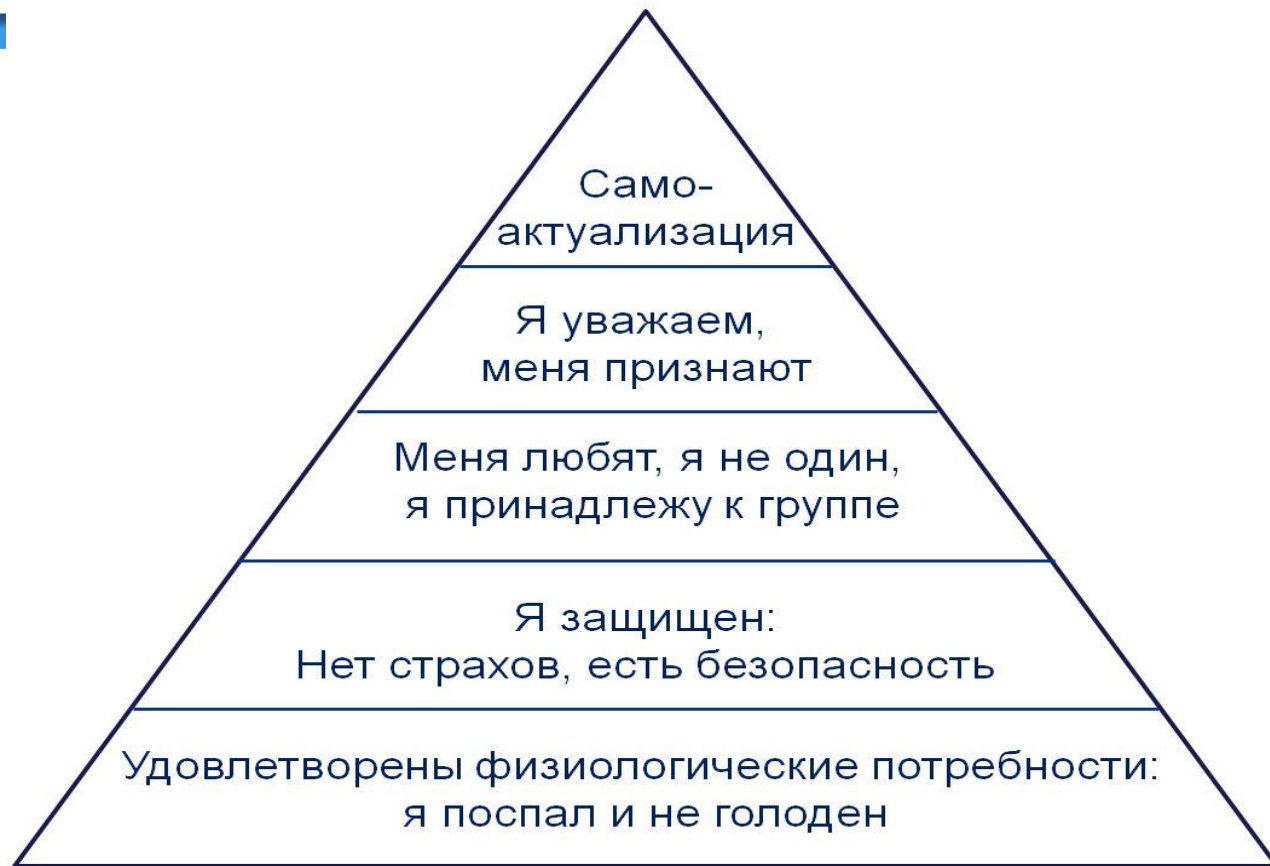 Само-
актуализация
Я уважаем,
меня признают
Меня любят, я не один,
я принадлежу к группе
Я защищен:
Нет страхов, есть безопасность
Удовлетворены физиологические потребности:
я поспал и не голоден